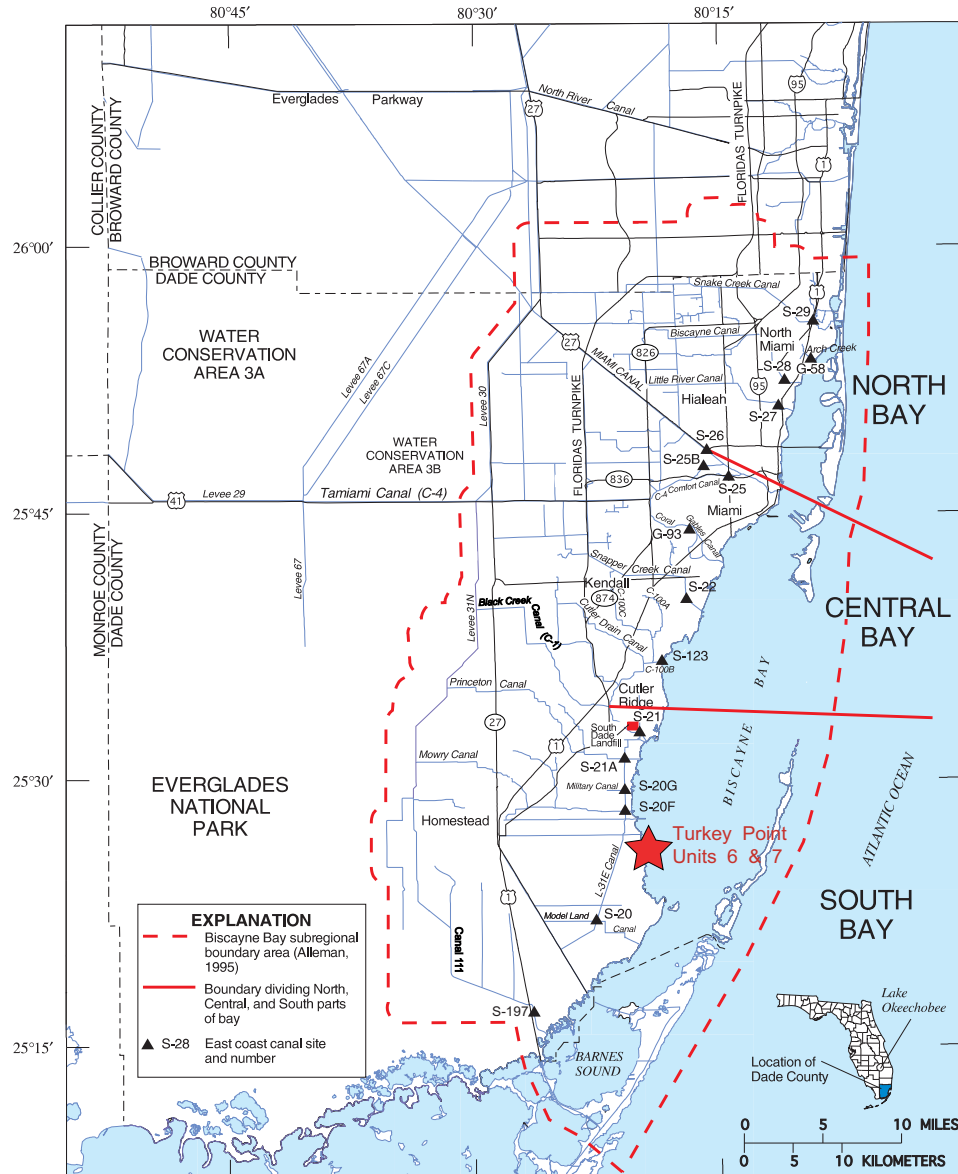 80°45'
80°30'
80°15'
95
North River
Canal
Everglades Parkway
27
FLORIDAS TURNPIKE
1
COLLIER COUNTY
BROWARD COUNTY
26°00'
BROWARD COUNTY
DADE COUNTY
Snake Creek Canal
1
S-29
WATER
CONSERVATION
AREA 3A
Levee 67A
Levee 67C
27
MIAMI CANAL
Biscayne Canal
826
North
Miami
Arch Creek
G-58
S-28
Levee 30
Little River Canal
95
Hialeah
S-27
NORTH
BAY
FLORIDAS TURNPIKE
WATER
CONSERVATION
AREA 3B
S-26
S-25B
836
S-25
C-4
Comfort Canal
41
Levee 29
Tamiami Canal (C-4)
25°45'
Miami
Coral
Gables Canal
G-93
Levee 67
Snapper Creek Canal
Kendall
874
C-100C
C-100A
S-22
MONROE COUNTY
DADE COUNTY
Levee 31N
Black Creek
Canal (C-1)
Cutler Drain Canal
CENTRAL
BAY
S-123
C-100B
Princeton Canal
Cutler
Ridge
BISCAYNE BAY
27
South
Dade
Landfill
S-21
1
Mowry Canal
S-21A
25°30'
EVERGLADES
NATIONAL
PARK
Military Canal
S-20G
S-20F
Homestead
Turkey Point
Units 6 & 7
ATLANTIC OCEAN
L-31E Canal
1
SOUTH
BAY
Model Land
Canal
S-20
Canal 111
EXPLANATION
Biscayne Bay subregional
boundary area (Alleman,
1995)
Boundary dividing North,
Central, and South parts
of bay
S-28 East coast canal site
and number
S-197
25°15'
BARNES
SOUND
Lake
Okeechobee
Location of
Dade County
0 5 10 MILES
0 5 10 KILOMETERS